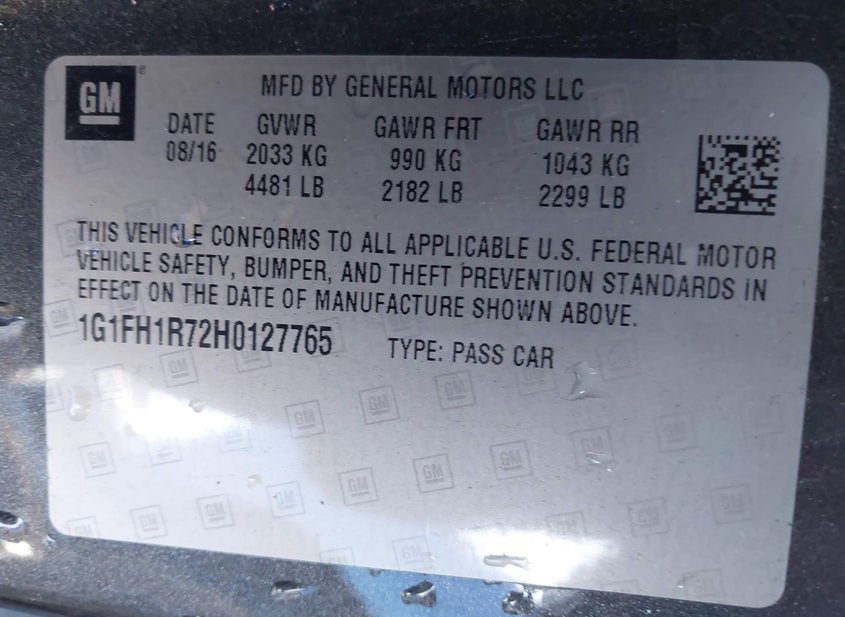 GM
MFD BY GENERAL MOTORS LLC
DATE GVWR GAWR FRT GAWR RR
08/16 2033 KG 990 KG 1043 KG
4481 LB 2182 LB 2299 LB
THIS VEHICLE CONFORMS TO ALL APPLICABLE U.S. FEDERAL MOTOR
VEHICLE SAFETY, BUMPER, AND THEFT PREVENTION STANDARDS IN
EFFECT ON THE DATE OF MANUFACTURE SHOWN ABOVE.
1G1FH1R72H0127765 TYPE: PASS CAR